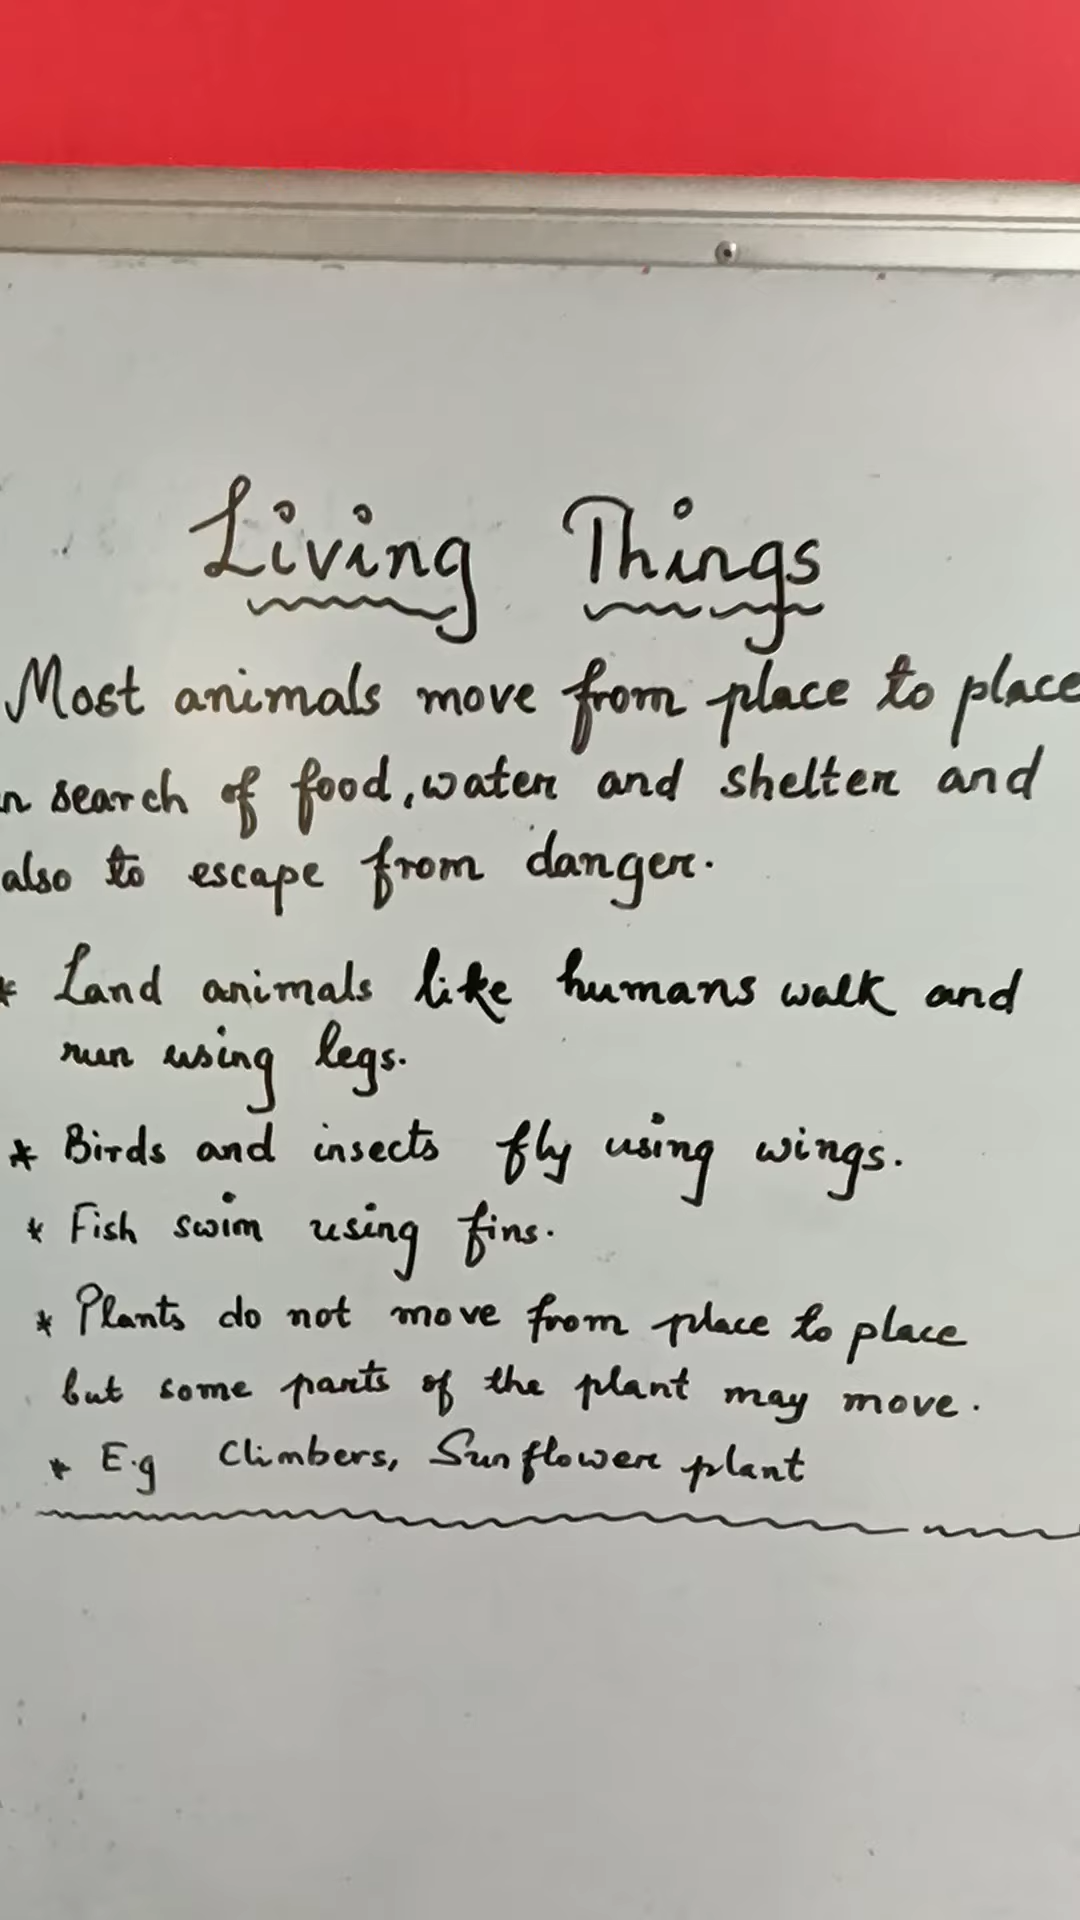 Living Things
Most animals move from place to place
n search of food, water and shelter and
also to escape from danger.
* Land animals like humans walk and
run using legs.
* Birds and insects fly using wings.
* Fish swim using fins.
* Plants do not move from place to place
but some parts of the plant may move.
* E.g Climbers, Sunflower plant